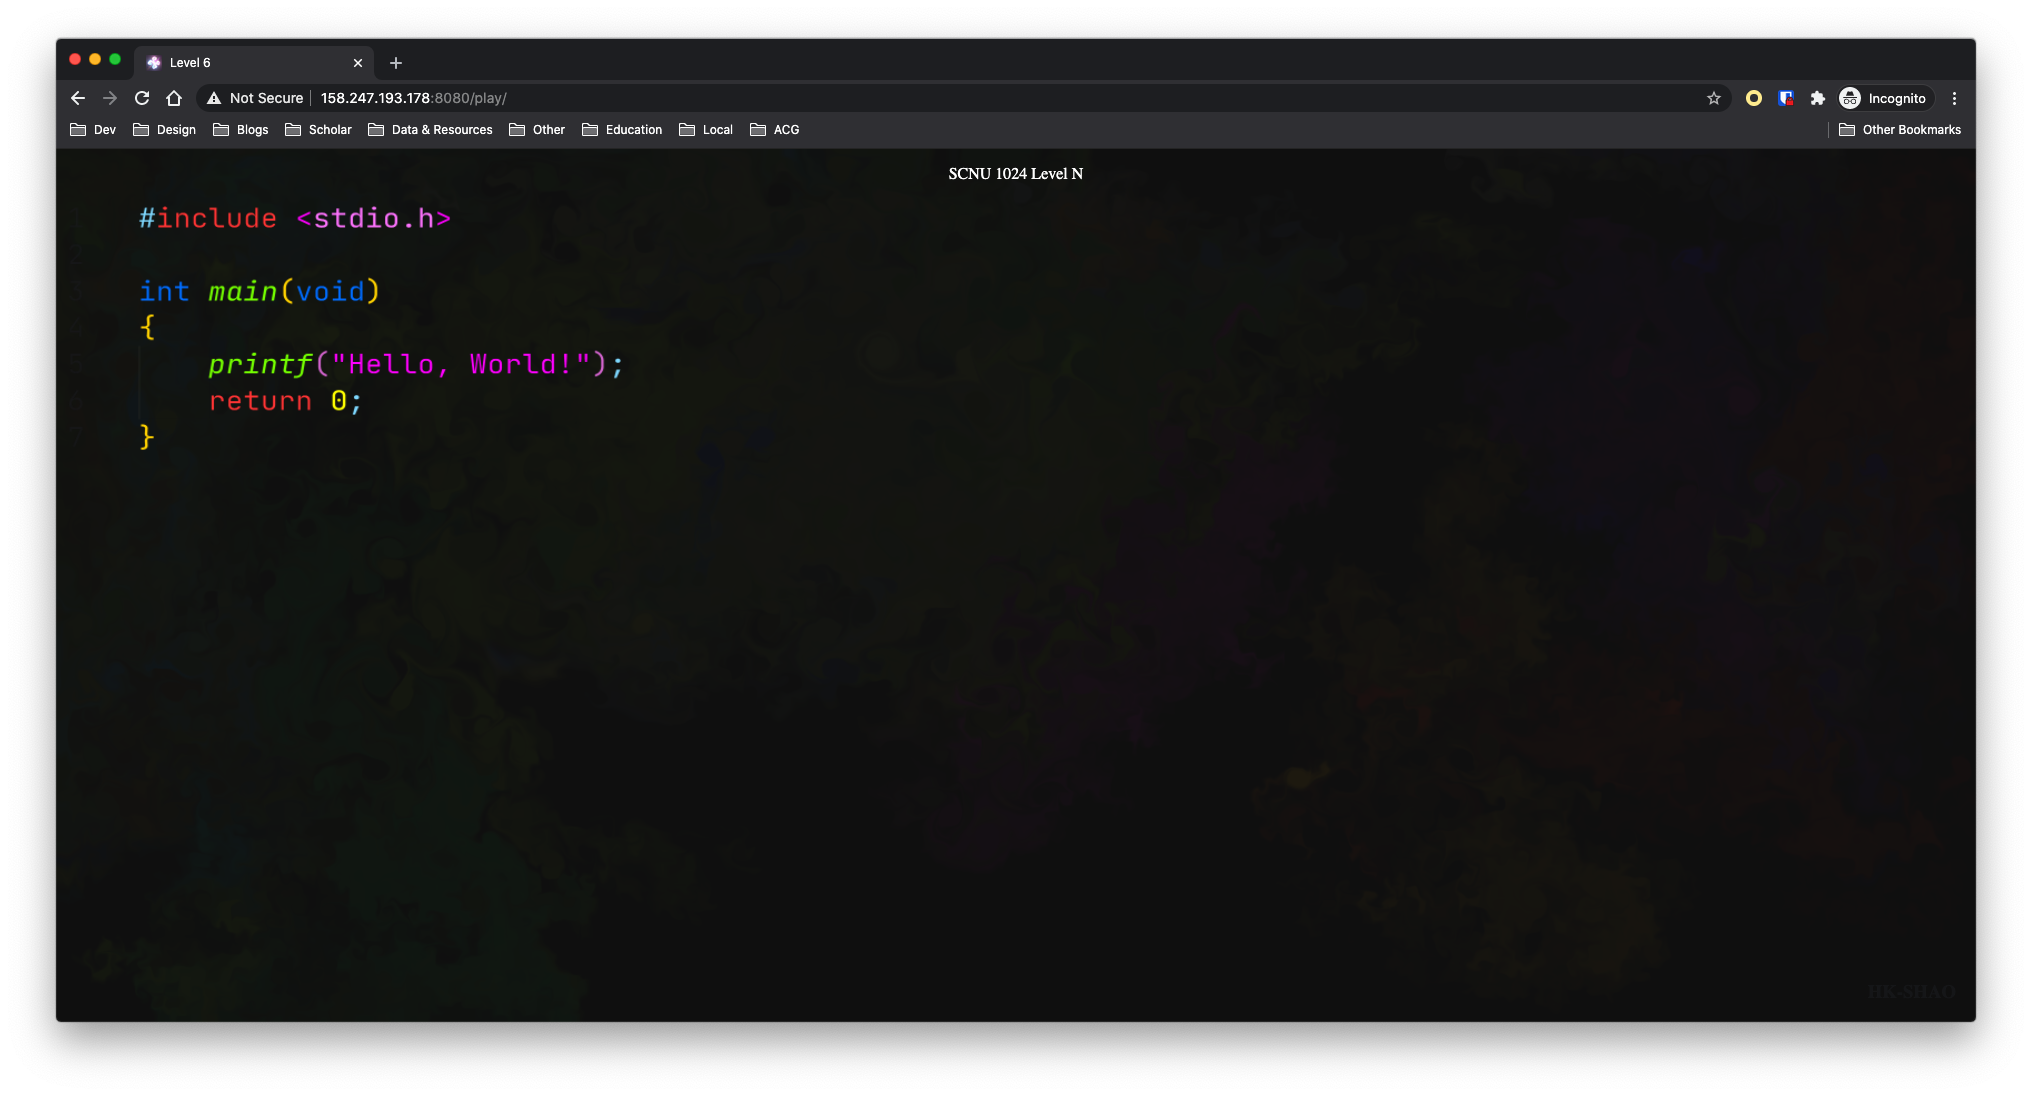 Level 6
Not Secure 158.247.193.178:8080/play/ Incognito
Dev Design Blogs Scholar Data & Resources Other Education Local ACG Other Bookmarks
SCNU 1024 Level N
#include <stdio.h>
int main(void)
{
printf("Hello, World!");
return 0;
}
HK-SHAO